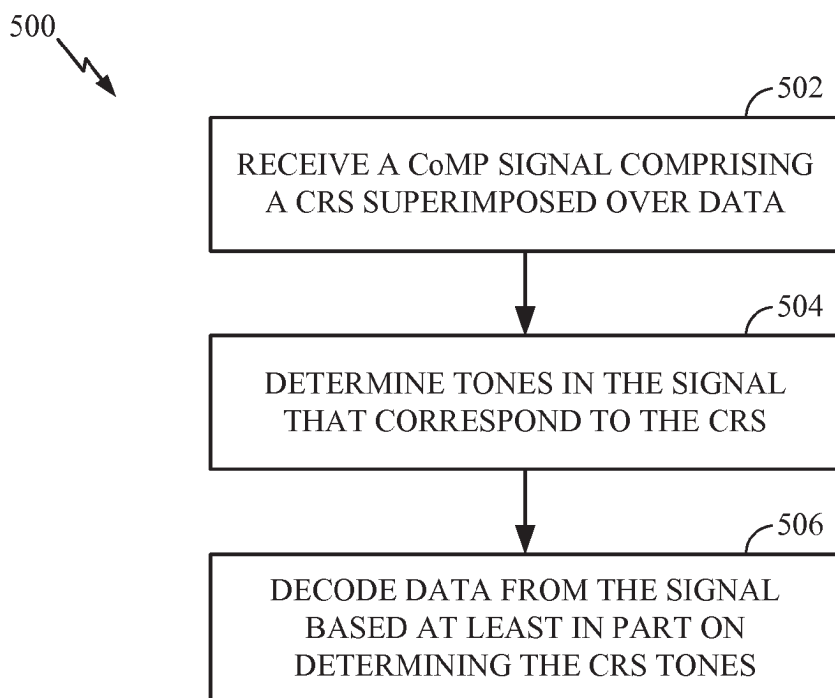 500
502
RECEIVE A CoMP SIGNAL COMPRISING
A CRS SUPERIMPOSED OVER DATA
504
DETERMINE TONES IN THE SIGNAL
THAT CORRESPOND TO THE CRS
506
DECODE DATA FROM THE SIGNAL
BASED AT LEAST IN PART ON
DETERMINING THE CRS TONES